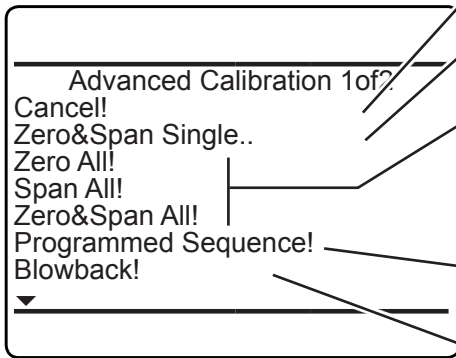 Advanced Calibration 1of2
Cancel!
Zero&Span Single..
Zero All!
Span All!
Zero&Span All!
Programmed Sequence!
Blowback!